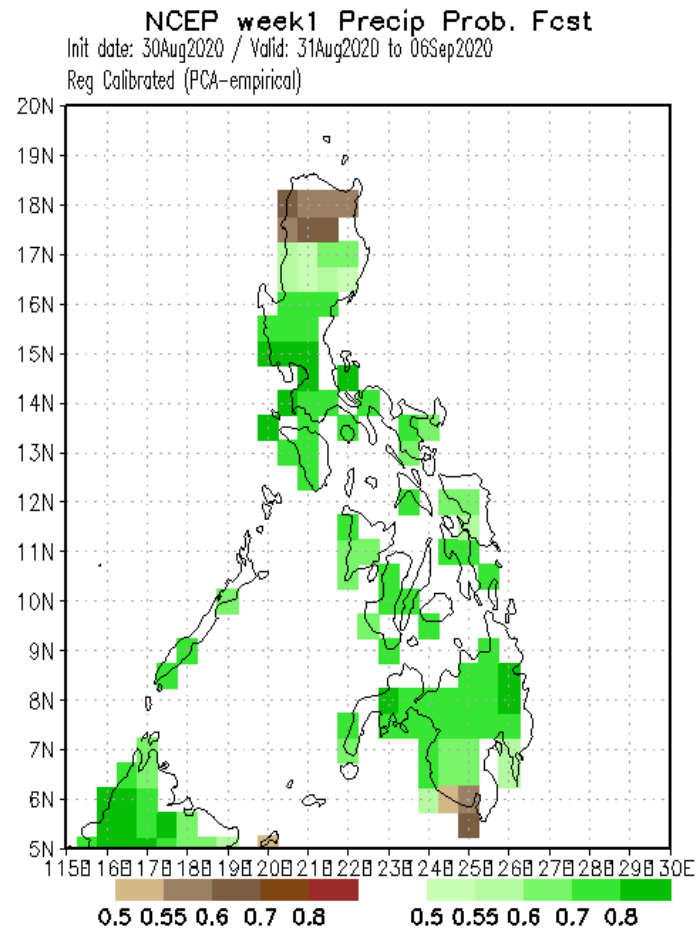 NCEP week1 Precip Prob. Fcst
Init date: 30Aug2020 / Valid: 31Aug2020 to 06Sep2020
Reg Calibrated (PCA-empirical)
20N
19N
18N
17N
16N
15N
14N
13N
12N
11N
10N
9N
8N
7N
6N
5N
115E 116E 117E 118E 119E 120E 121E 122E 123E 124E 125E 126E 127E 128E 129E 130E
0.5 0.55 0.6 0.7 0.8 0.5 0.55 0.6 0.7 0.8